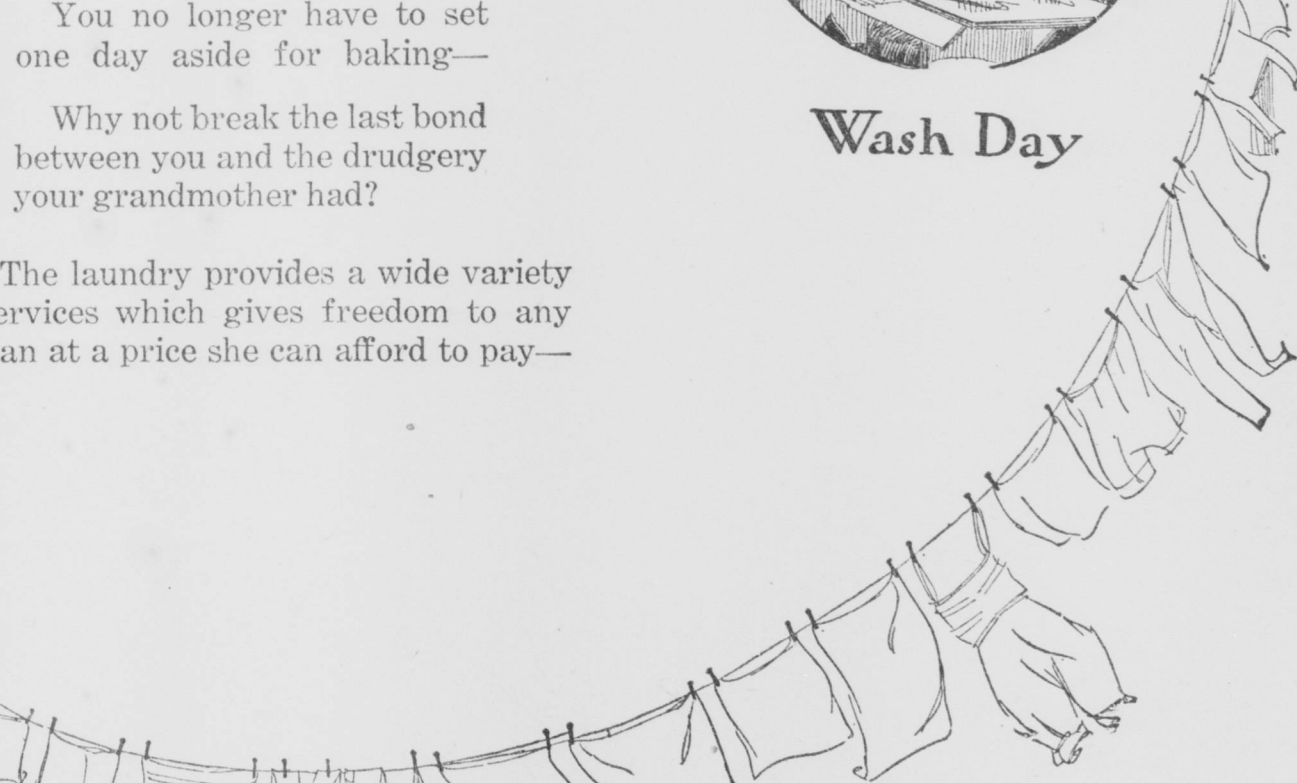 You no longer have to set
one day aside for baking—
Why not break the last bond
between you and the drudgery
your grandmother had?
The laundry provides a wide variety
ervices which gives freedom to any
an at a price she can afford to pay—
Wash Day